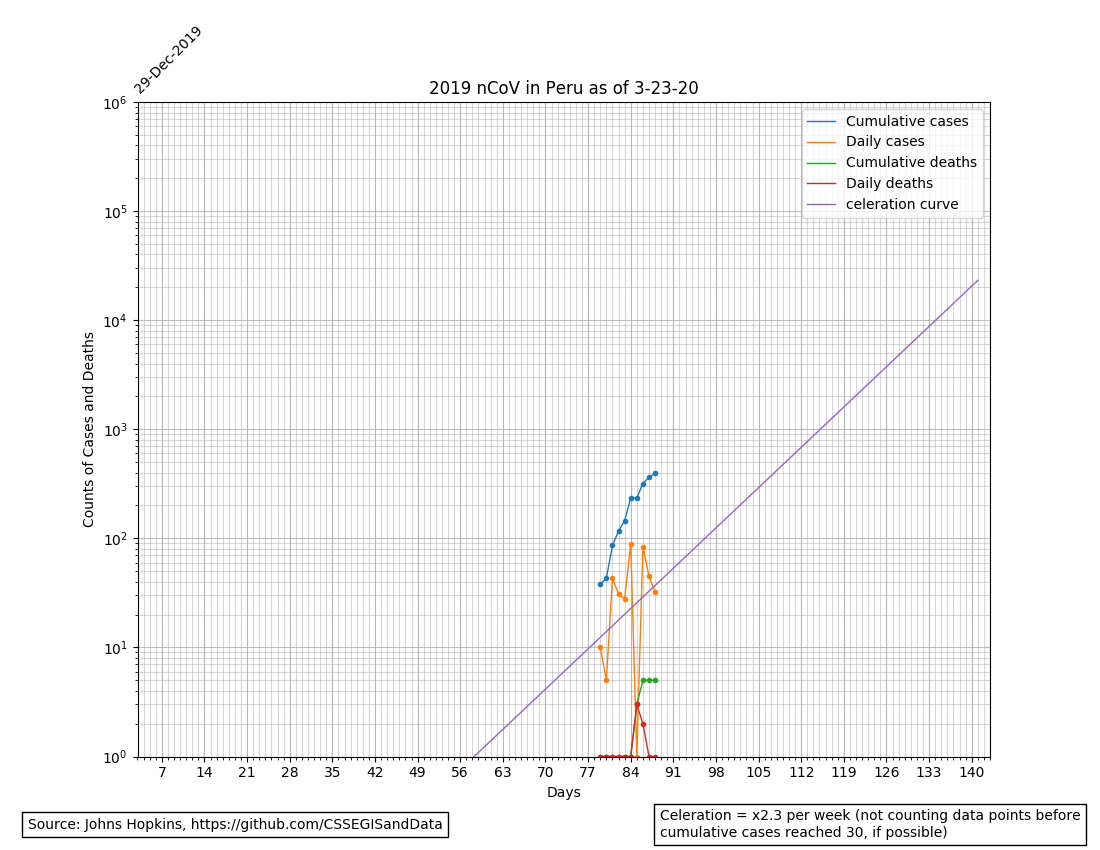 29-Dec-2019
2019 nCoV in Peru as of 3-23-20
10^6
10^5
10^4
10^3
10^2
10^1
10^0
Counts of Cases and Deaths
Cumulative cases
Daily cases
Cumulative deaths
Daily deaths
celeration curve
7 14 21 28 35 42 49 56 63 70 77 84 91 98 105 112 119 126 133 140
Days
Source: Johns Hopkins, https://github.com/CSSEGISandData
Celeration = x2.3 per week (not counting data points before
cumulative cases reached 30, if possible)